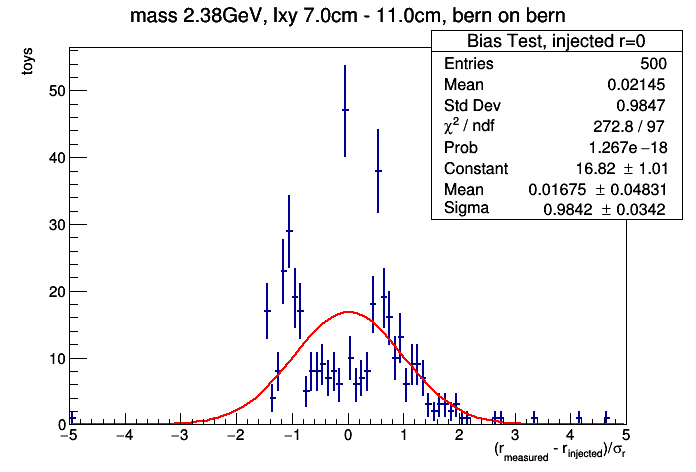 mass 2.38GeV, lxy 7.0cm - 11.0cm, bern on bern
Bias Test, injected r=0
Entries 500
Mean 0.02145
Std Dev 0.9847
χ² / ndf 272.8 / 97
Prob 1.267e−18
Constant 16.82 ± 1.01
Mean 0.01675 ± 0.04831
Sigma 0.9842 ± 0.0342
toys
50
40
30
20
10
0
−5 −4 −3 −2 −1 0 1 2 3 4 5
(r_measured - r_injected)/σ_r